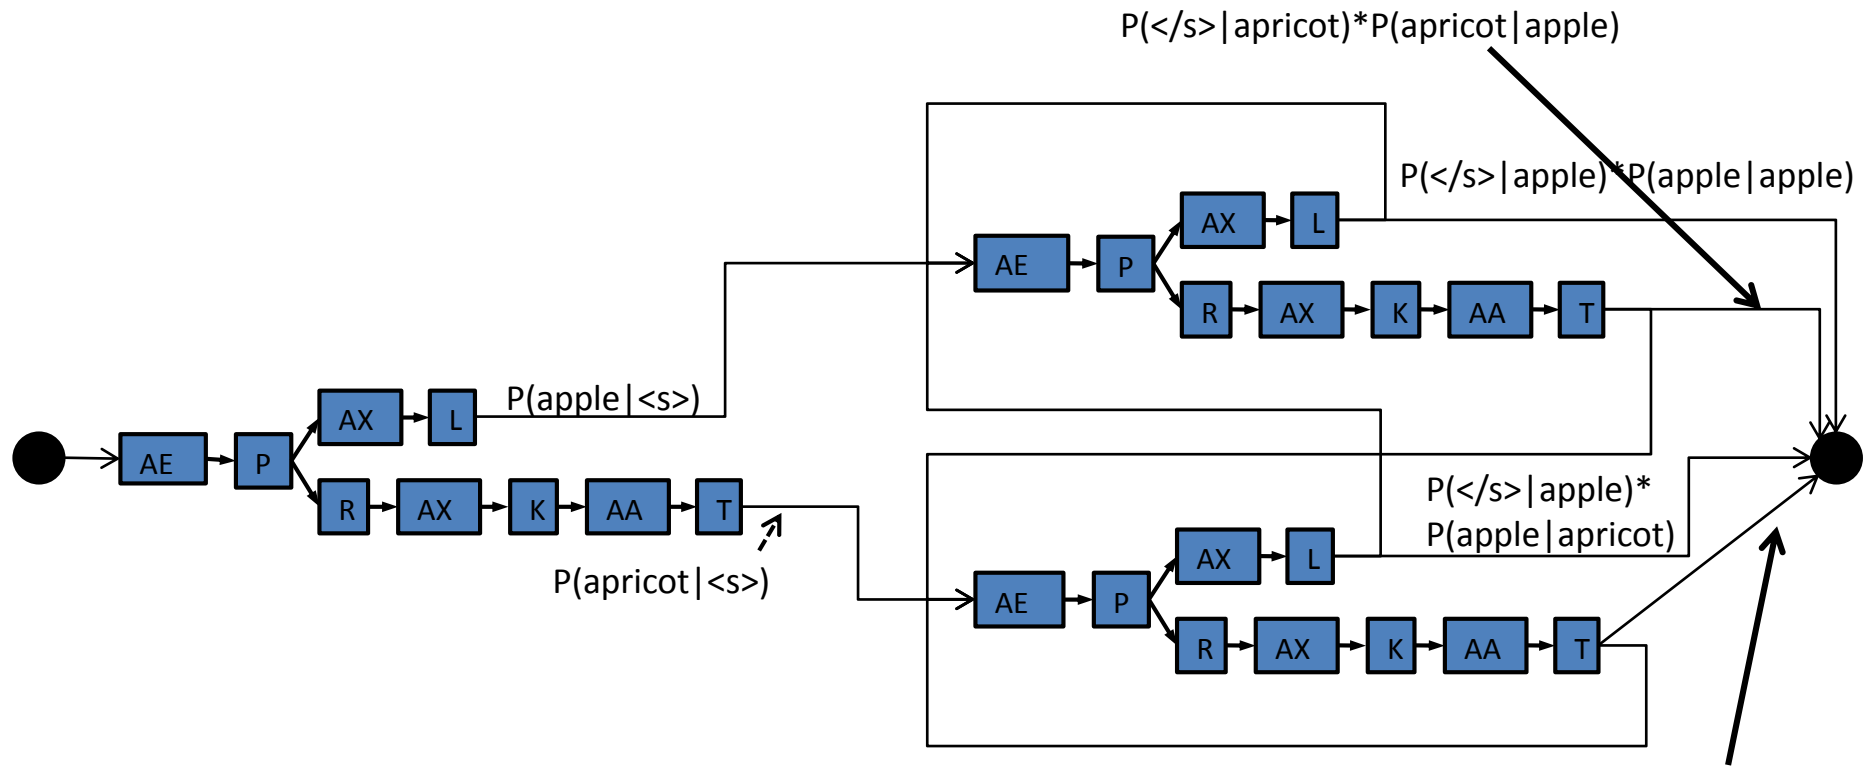 P(</s>|apricot)*P(apricot|apple)
P(</s>|apple)*P(apple|apple)
AX L
AE P
R AX K AA T
P(apple|<s>)
AX L
AE P
R AX K AA T
P(apricot|<s>)
P(</s>|apple)*
P(apple|apricot)
AX L
AE P
R AX K AA T